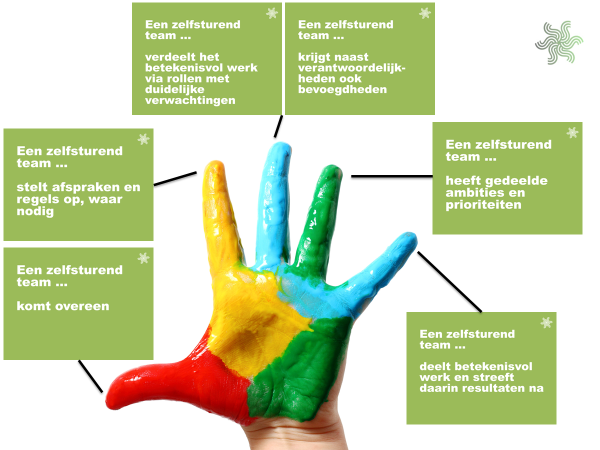 Een zelfsturend
team ...
verdeelt het
betekenisvol werk
via rollen met
duidelijke
verwachtingen
Een zelfsturend
team ...
krijgt naast
verantwoordelijk-
heden ook
bevoegdheden
Een zelfsturend
team ...
stelt afspraken en
regels op, waar
nodig
Een zelfsturend
team ...
heeft gedeelde
ambities en
prioriteiten
Een zelfsturend
team ...
komt overeen
Een zelfsturend
team ...
deelt betekenisvol
werk en streeft
daarin resultaten na